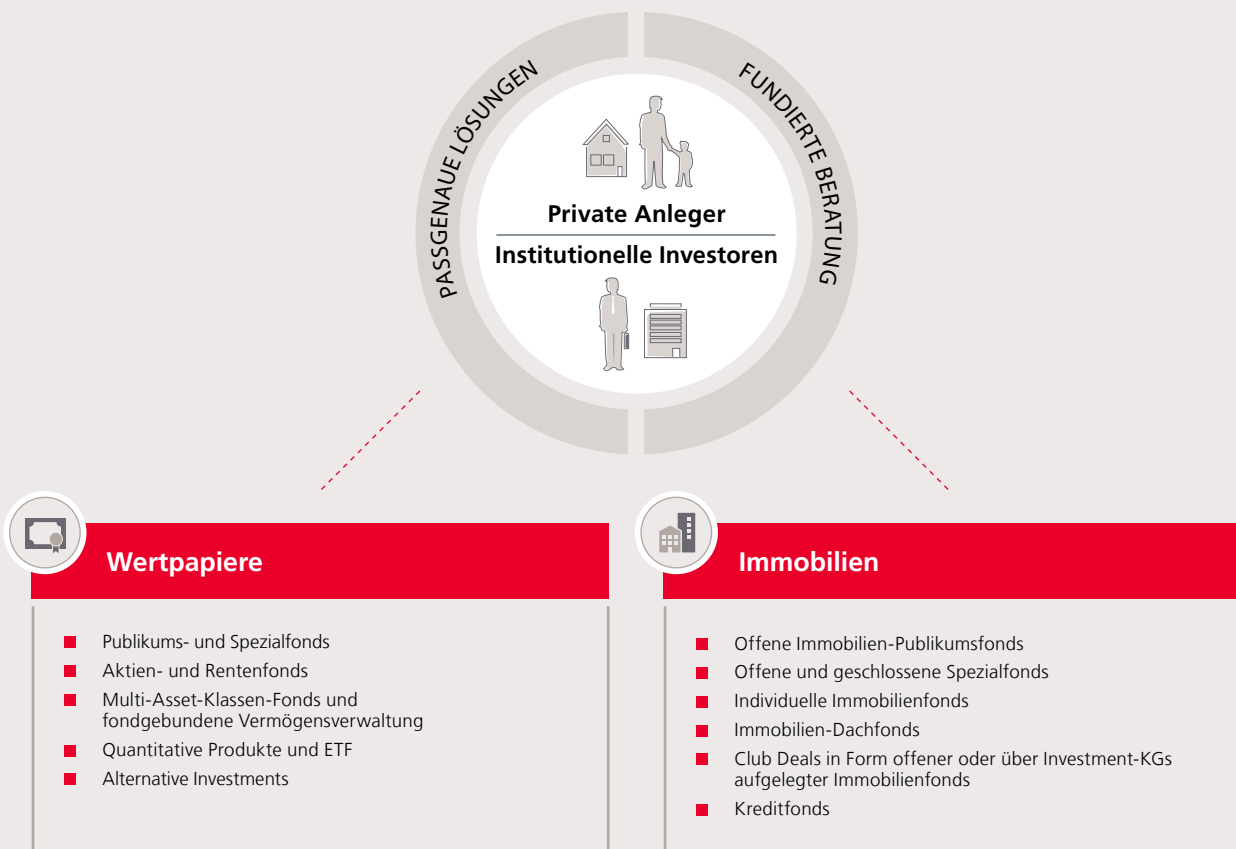 PASSGENAUE LÖSUNGEN
FUNDIERTE BERATUNG
Private Anleger
Institutionelle Investoren
Wertpapiere
Publikums- und Spezialfonds
Aktien- und Rentenfonds
Multi-Asset-Klassen-Fonds und
fondgebundene Vermögensverwaltung
Quantitative Produkte und ETF
Alternative Investments
Immobilien
Offene Immobilien-Publikumsfonds
Offene und geschlossene Spezialfonds
Individuelle Immobilienfonds
Immobilien-Dachfonds
Club Deals in Form offener oder über Investment-KGs
aufgelegter Immobilienfonds
Kreditfonds